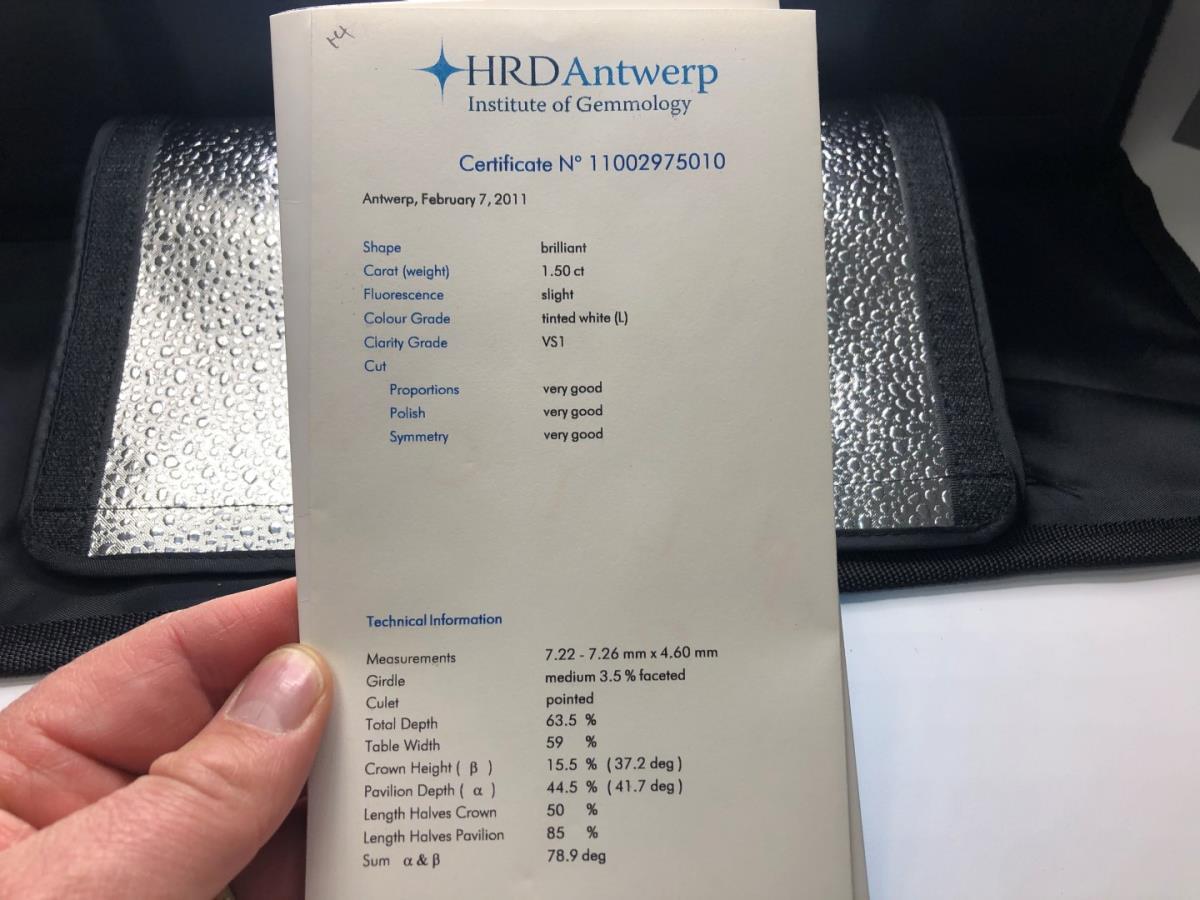 HRD Antwerp
Institute of Gemmology
Certificate N° 11002975010
Antwerp, February 7, 2011
Shape brilliant
Carat (weight) 1.50 ct
Fluorescence slight
Colour Grade tinted white (L)
Clarity Grade VS1
Cut
Proportions very good
Polish very good
Symmetry very good
Technical Information
Measurements 7.22 - 7.26 mm x 4.60 mm
Girdle medium 3.5 % faceted
Culet pointed
Total Depth 63.5 %
Table Width 59 %
Crown Height ( β ) 15.5 % ( 37.2 deg )
Pavilion Depth ( α ) 44.5 % ( 41.7 deg )
Length Halves Crown 50 %
Length Halves Pavilion 85 %
Sum α & β 78.9 deg